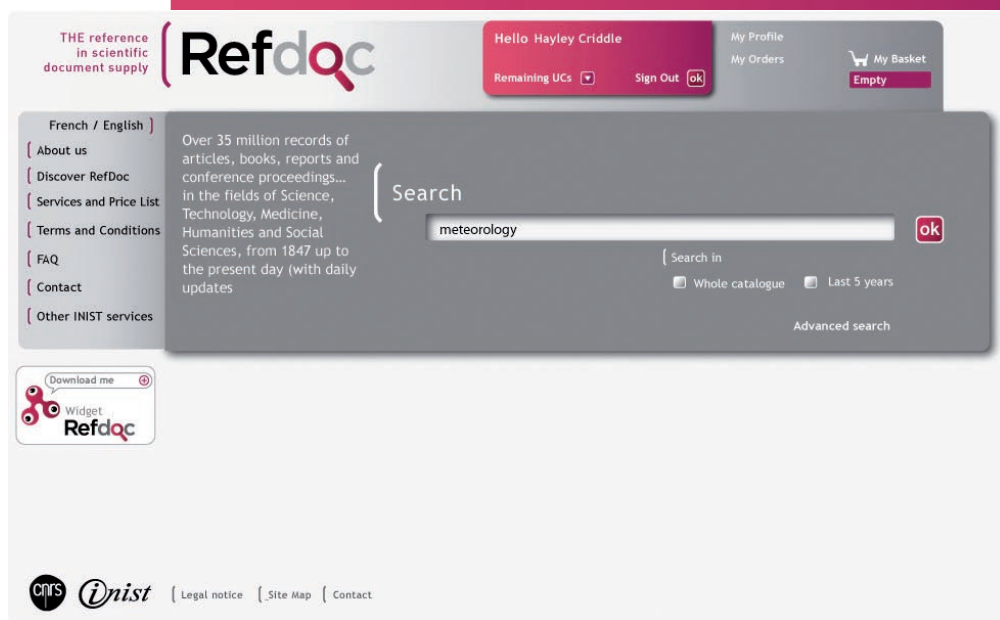 THE reference
in scientific
document supply
Refdoc
Hello Hayley Criddle
Remaining UCs
Sign Out ok
My Profile
My Orders
My Basket
Empty
French / English
About us
Discover RefDoc
Services and Price List
Terms and Conditions
FAQ
Contact
Other INIST services
Over 35 million records of
articles, books, reports and
conference proceedings...
in the fields of Science,
Technology, Medicine,
Humanities and Social
Sciences, from 1847 up to
the present day (with daily
updates
Search
meteorology
ok
Search in
Whole catalogue
Last 5 years
Advanced search
Download me
Widget
Refdoc
cnrs
inist
Legal notice
Site Map
Contact